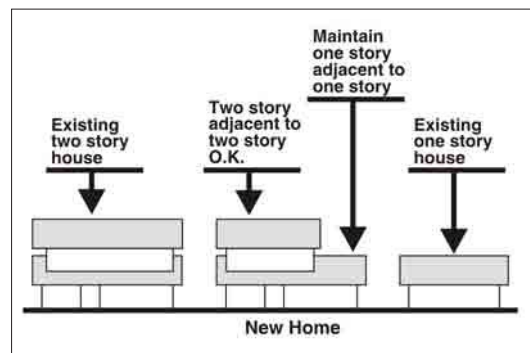 Existing
two story
house
Two story
adjacent to
two story
O.K.
Maintain
one story
adjacent to
one story
Existing
one story
house
New Home